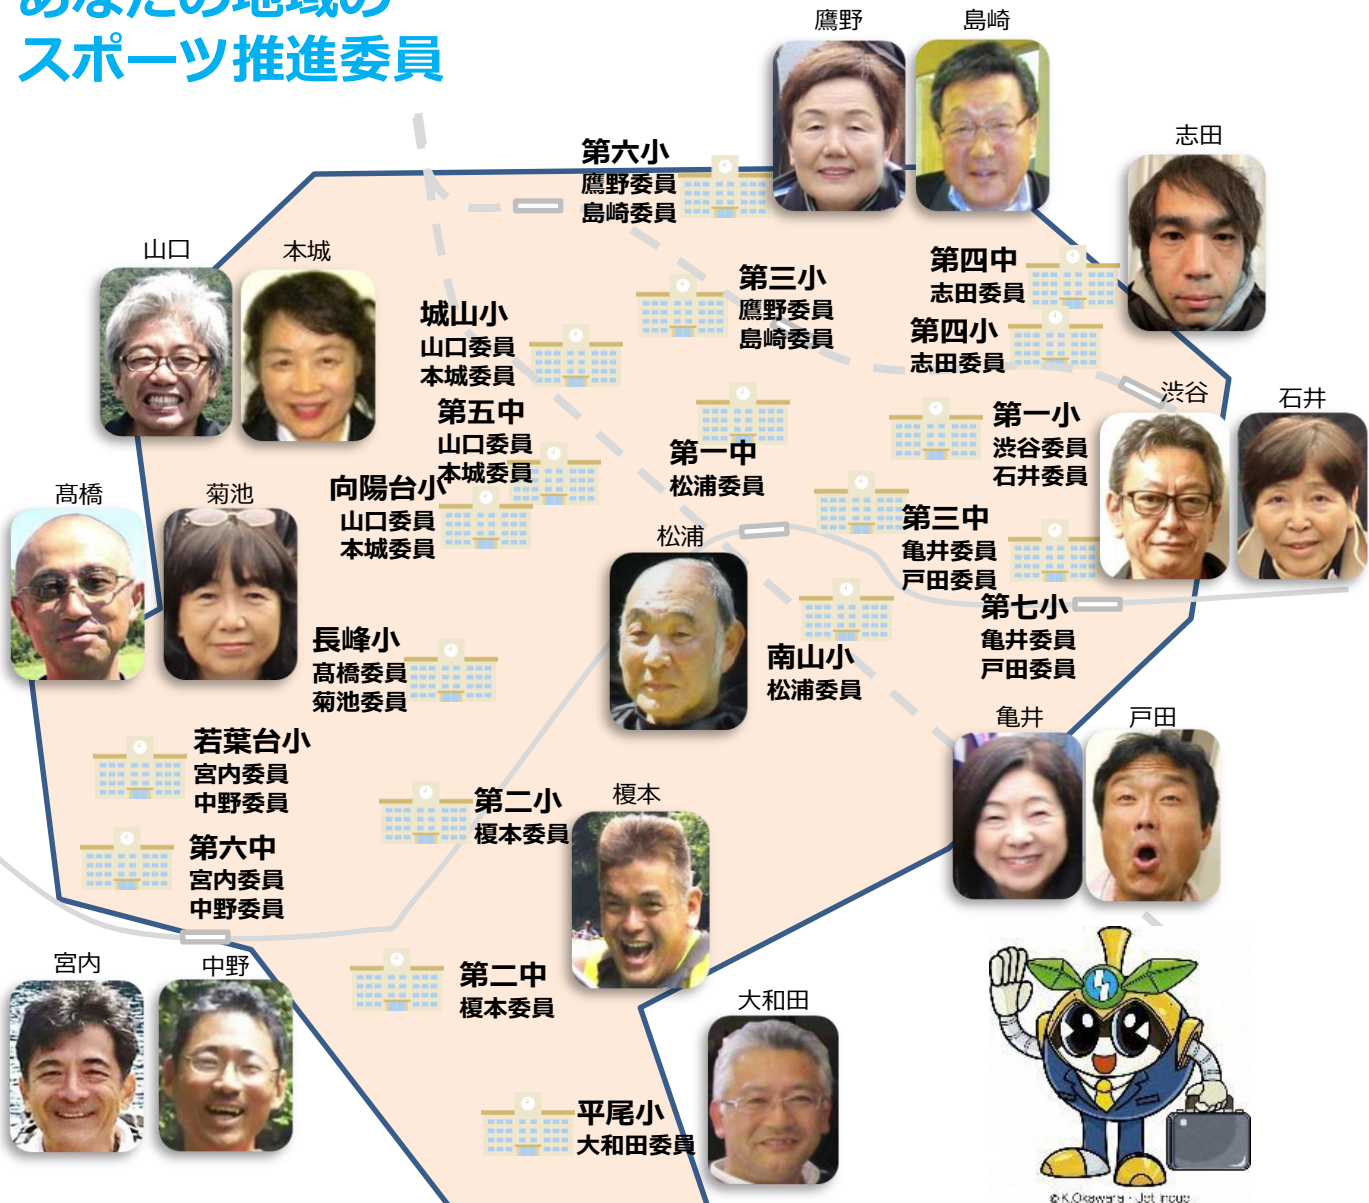 あなたの地域の
スポーツ推進委員
鷹野
島崎
志田
第六小
鷹野委員
島崎委員
山口
本城
第三小
鷹野委員
島崎委員
第四中
志田委員
第四小
志田委員
城山小
山口委員
本城委員
第五中
山口委員
本城委員
第一中
松浦委員
第一小
渋谷委員
石井委員
渋谷
石井
向陽台小
山口委員
本城委員
髙橋
菊池
松浦
第三中
亀井委員
戸田委員
第七小
亀井委員
戸田委員
長峰小
髙橋委員
菊池委員
南山小
松浦委員
亀井
戸田
若葉台小
宮内委員
中野委員
第二小
榎本委員
榎本
第六中
宮内委員
中野委員
宮内
中野
第二中
榎本委員
大和田
平尾小
大和田委員
©K.Okawara・Jet Inoue